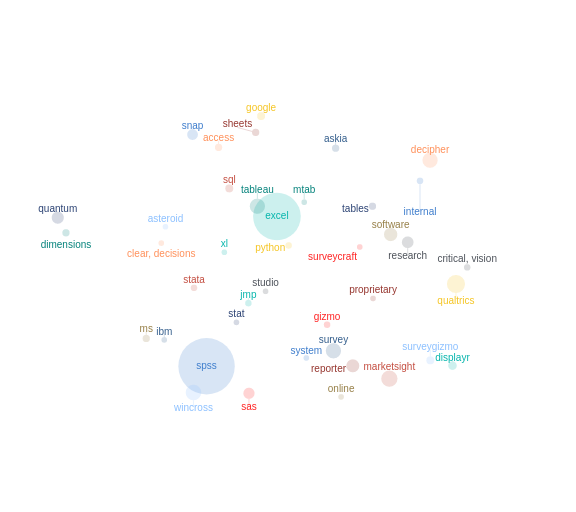 google
snap
sheets
access
askia
decipher
sql
tableau
mtab
quantum
asteroid
excel
tables
internal
software
dimensions
clear, decisions
xl
python
surveycraft
research
critical, vision
stata
studio
jmp
proprietary
qualtrics
stat
gizmo
ms
ibm
survey
system
surveygizmo
displayr
spss
reporter
marketsight
online
wincross
sas